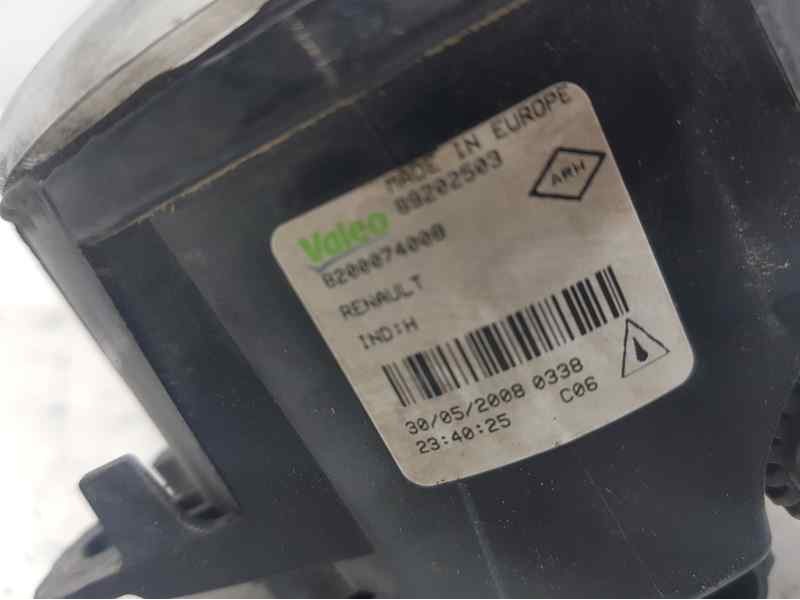 MADE IN EUROPE
Valeo 89202503
8200074008
RENAULT
IND:H
ARH
30/05/2008 0338
23:40:25 C06